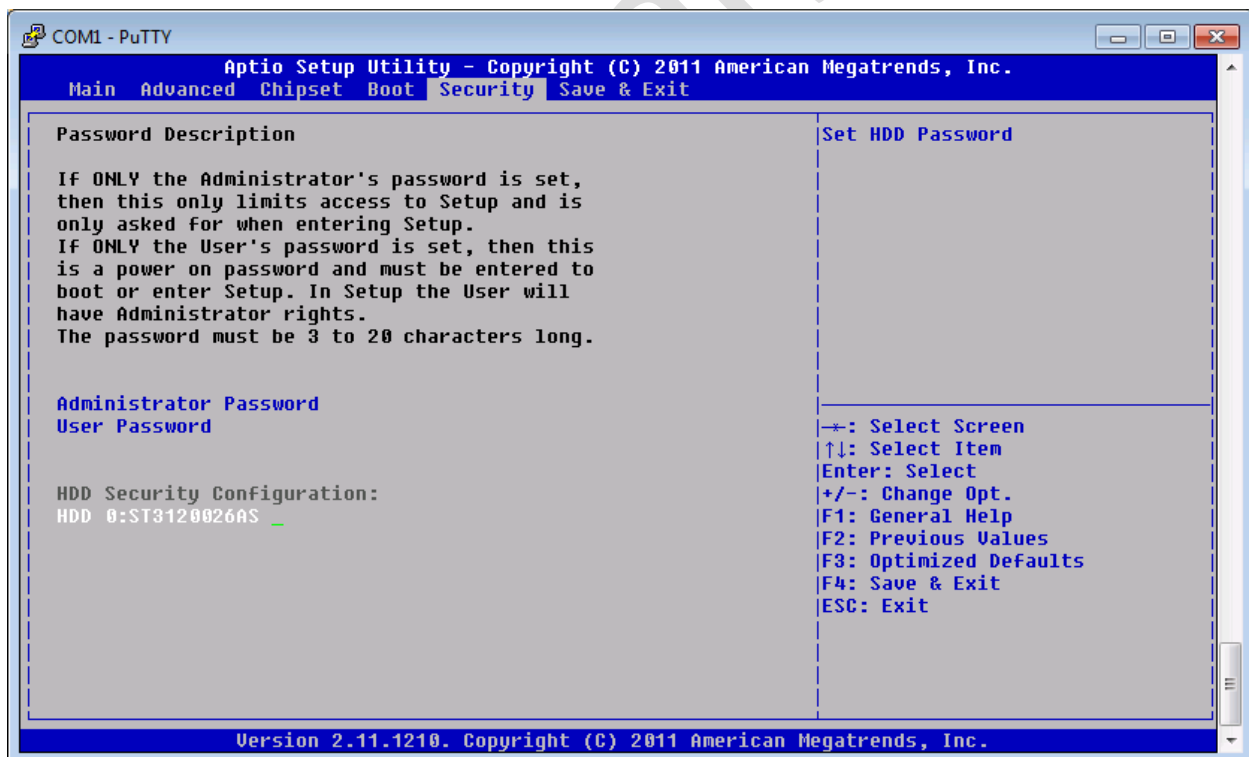 COM1 - PuTTY
Aptio Setup Utility – Copyright (C) 2011 American Megatrends, Inc.
Main Advanced Chipset Boot Security Save & Exit
Password Description
If ONLY the Administrator's password is set,
then this only limits access to Setup and is
only asked for when entering Setup.
If ONLY the User's password is set, then this
is a power on password and must be entered to
boot or enter Setup. In Setup the User will
have Administrator rights.
The password must be 3 to 20 characters long.
Administrator Password
User Password
HDD Security Configuration:
HDD 0:ST3120026AS _
Set HDD Password
→←: Select Screen
↑↓: Select Item
Enter: Select
+/-: Change Opt.
F1: General Help
F2: Previous Values
F3: Optimized Defaults
F4: Save & Exit
ESC: Exit
Version 2.11.1210. Copyright (C) 2011 American Megatrends, Inc.